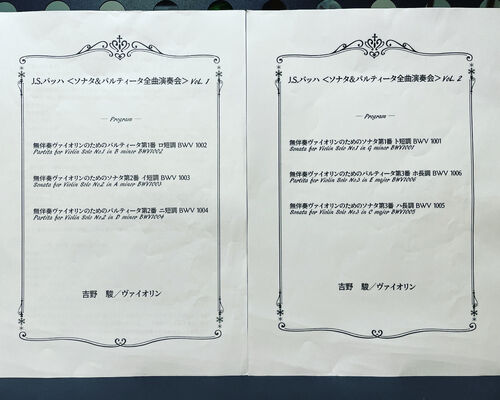 J.S.バッハ <ソナタ&パルティータ全曲演奏会> VOL. 1
— Program —
無伴奏ヴァイオリンのためのパルティータ第1番 ロ短調 BWV 1002
Partita for Violin Solo No.1 in B minor BWV1002
無伴奏ヴァイオリンのためのソナタ第2番 イ短調 BWV 1003
Sonata for Violin Solo No.2 in A minor BWV1003
無伴奏ヴァイオリンのためのパルティータ第2番 ニ短調 BWV 1004
Partita for Violin Solo No.2 in D minor BWV1004
吉野 駿/ヴァイオリン
J.S.バッハ <ソナタ&パルティータ全曲演奏会> VOL. 2
— Program —
無伴奏ヴァイオリンのためのソナタ第1番 ト短調 BWV 1001
Sonata for Violin Solo No.1 in G minor BWV1001
無伴奏ヴァイオリンのためのパルティータ第3番 ホ長調 BWV 1006
Partita for Violin Solo No.3 in E major BWV1006
無伴奏ヴァイオリンのためのソナタ第3番 ハ長調 BWV 1005
Sonata for Violin Solo No.3 in C major BWV1005
吉野 駿/ヴァイオリン